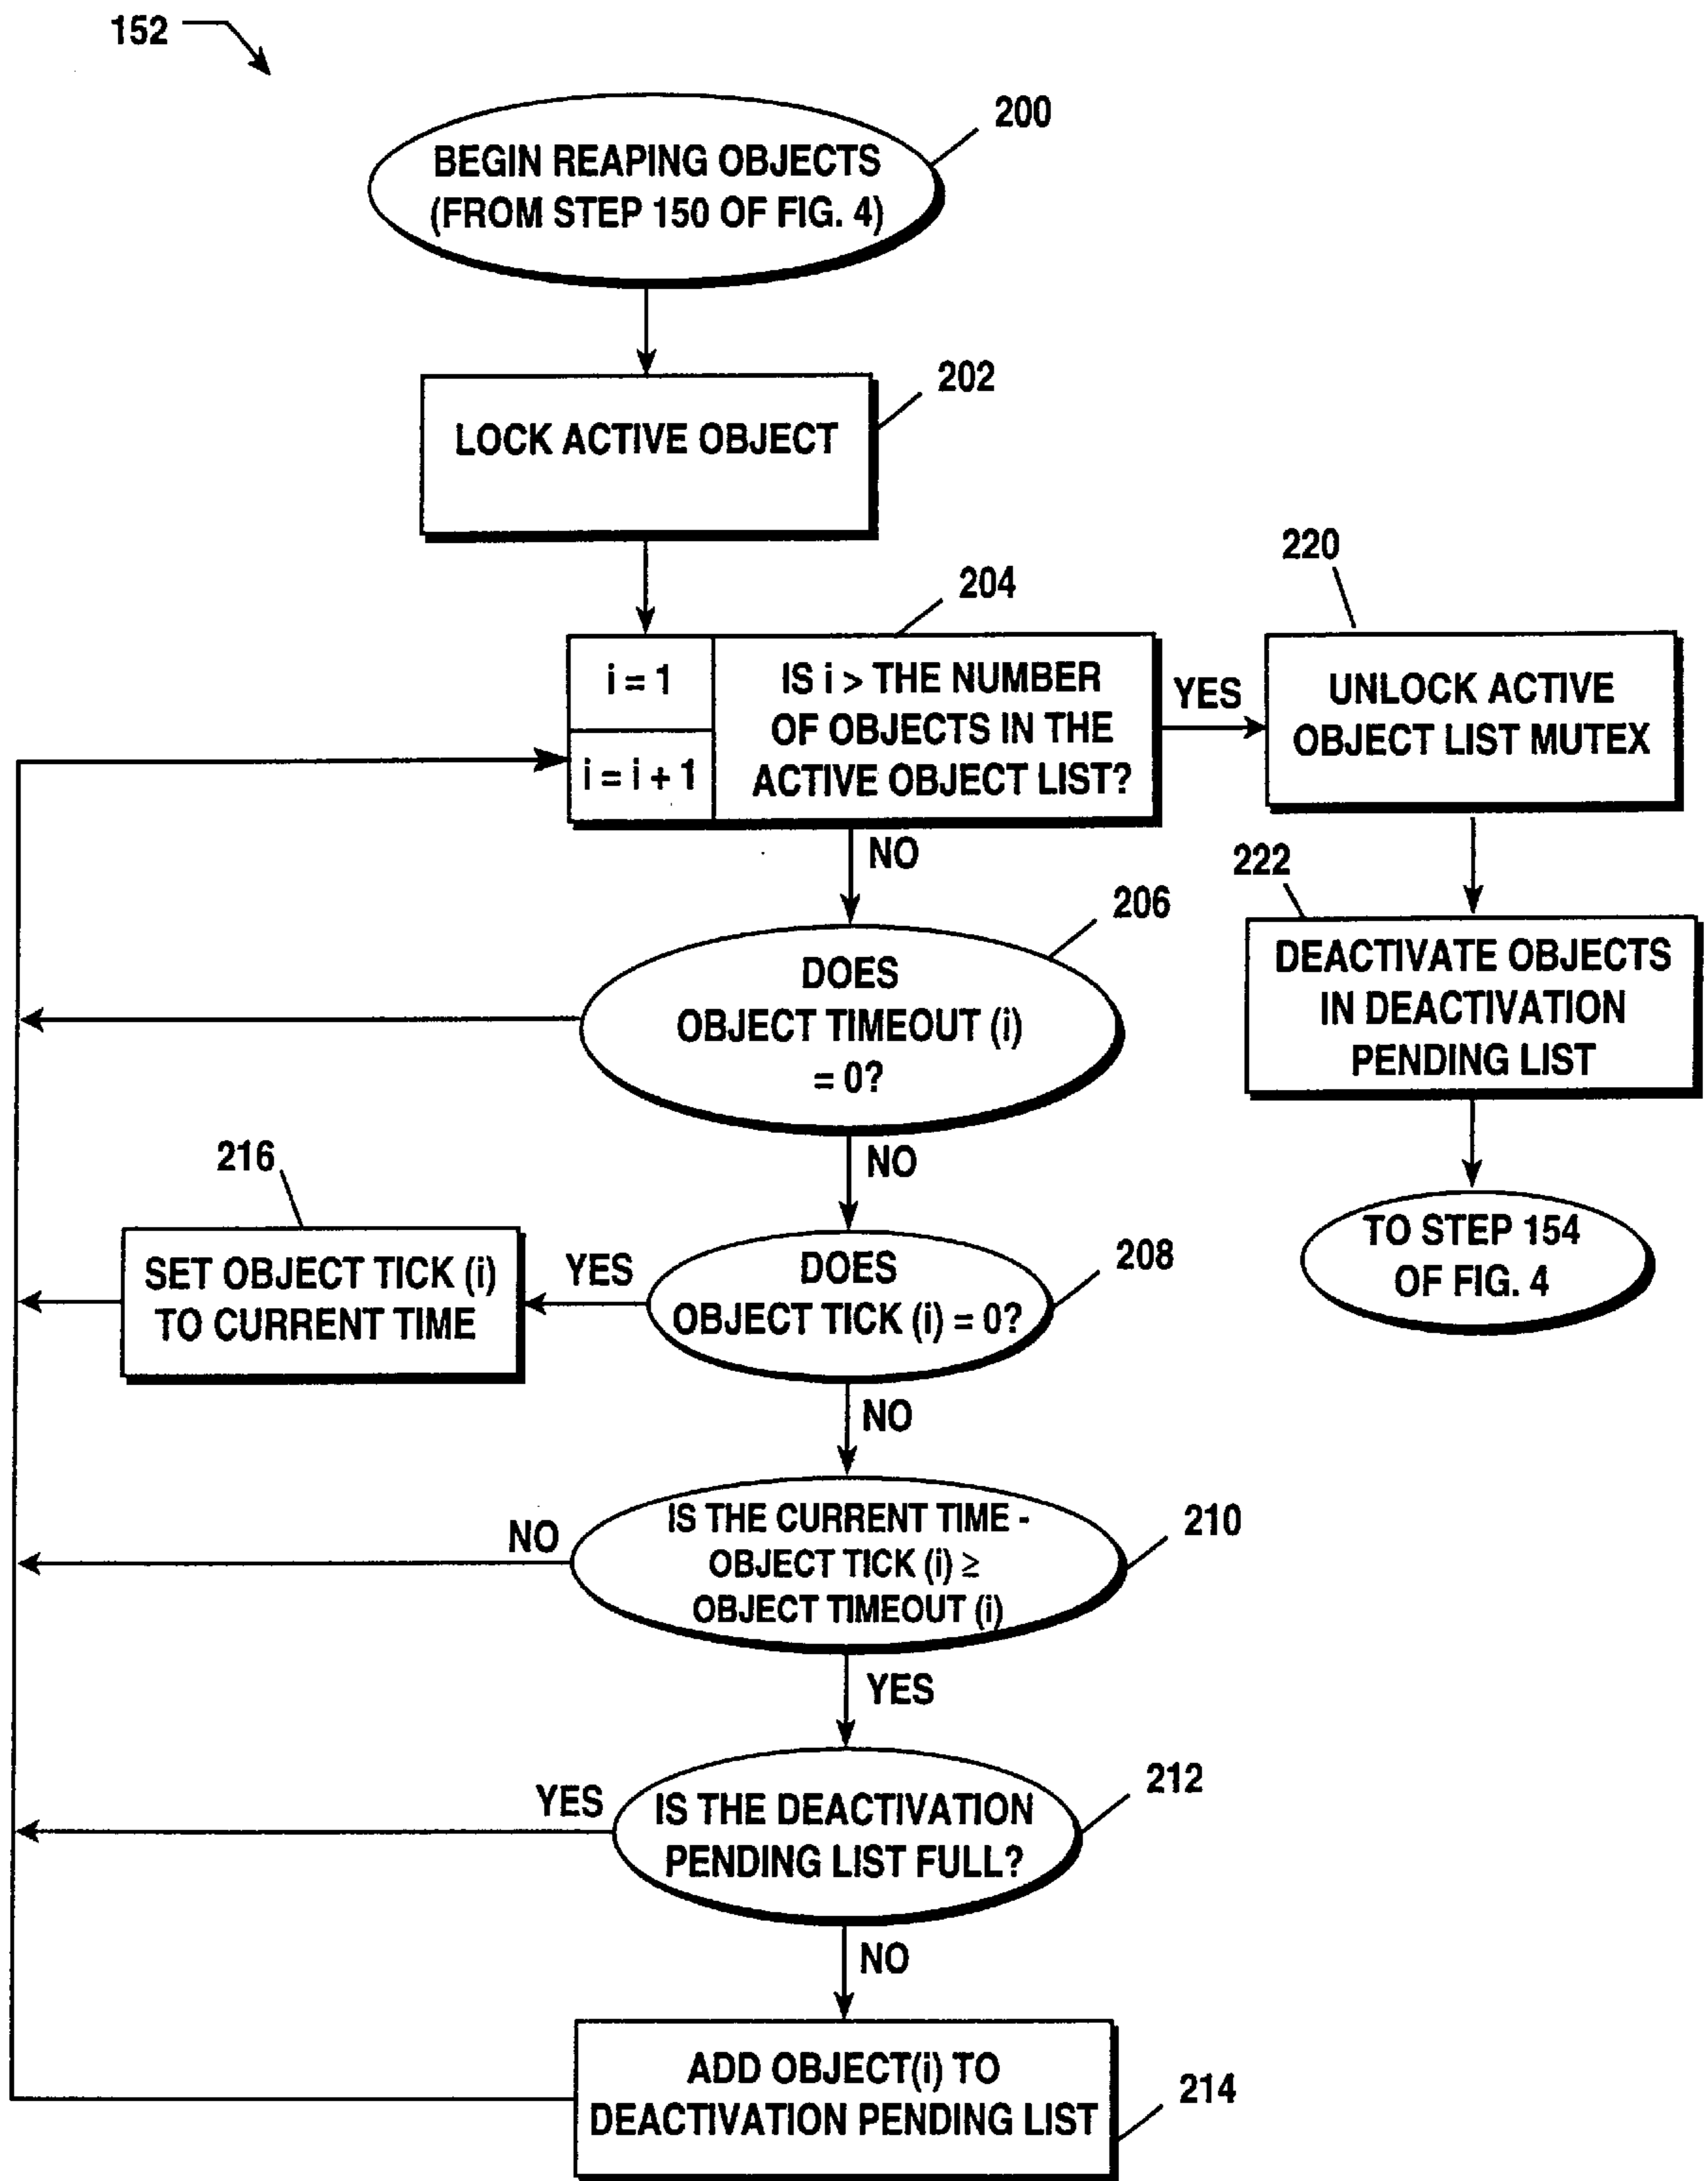 152
200
BEGIN REAPING OBJECTS
(FROM STEP 150 OF FIG. 4)
202
LOCK ACTIVE OBJECT
204
i = 1
i = i + 1
IS i > THE NUMBER
OF OBJECTS IN THE
ACTIVE OBJECT LIST?
YES
220
UNLOCK ACTIVE
OBJECT LIST MUTEX
NO
222
DEACTIVATE OBJECTS
IN DEACTIVATION
PENDING LIST
206
DOES
OBJECT TIMEOUT (i)
= 0?
NO
TO STEP 154
OF FIG. 4
216
SET OBJECT TICK (i)
TO CURRENT TIME
YES
208
DOES
OBJECT TICK (i) = 0?
NO
210
IS THE CURRENT TIME -
OBJECT TICK (i) ≥
OBJECT TIMEOUT (i)
NO
YES
212
IS THE DEACTIVATION
PENDING LIST FULL?
YES
NO
ADD OBJECT(i) TO
DEACTIVATION PENDING LIST
214